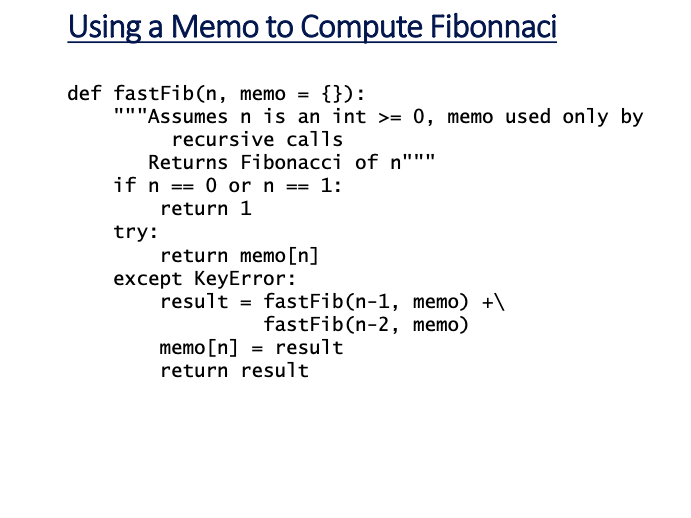 Using a Memo to Compute Fibonnaci
def fastFib(n, memo = {}):
    """Assumes n is an int >= 0, memo used only by
         recursive calls
       Returns Fibonacci of n"""
    if n == 0 or n == 1:
        return 1
    try:
        return memo[n]
    except KeyError:
        result = fastFib(n-1, memo) +\
                 fastFib(n-2, memo)
        memo[n] = result
        return result